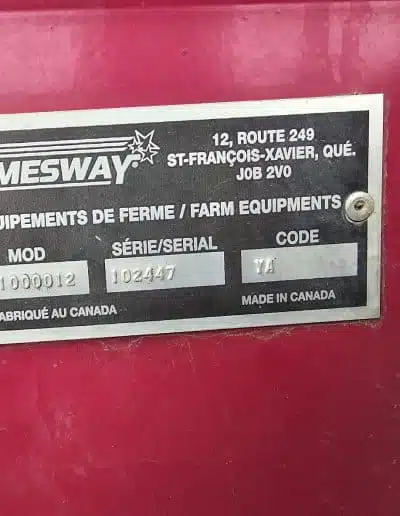 MESWAY
12, ROUTE 249
ST-FRANÇOIS-XAVIER, QUÉ.
J0B 2V0
UIPEMENTS DE FERME / FARM EQUIPMENTS
MOD SÉRIE/SERIAL CODE
1000012 102447 YA
ABRIQUÉ AU CANADA MADE IN CANADA